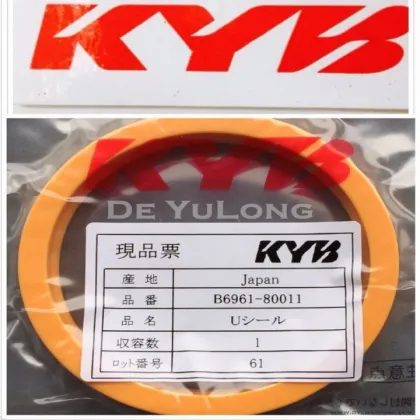 KYB
KYB
DE YULONG
現品票 KYB
産地 Japan
品番 B6961-80011
品名 Uシール
収容数 1
ロット番号 61
意